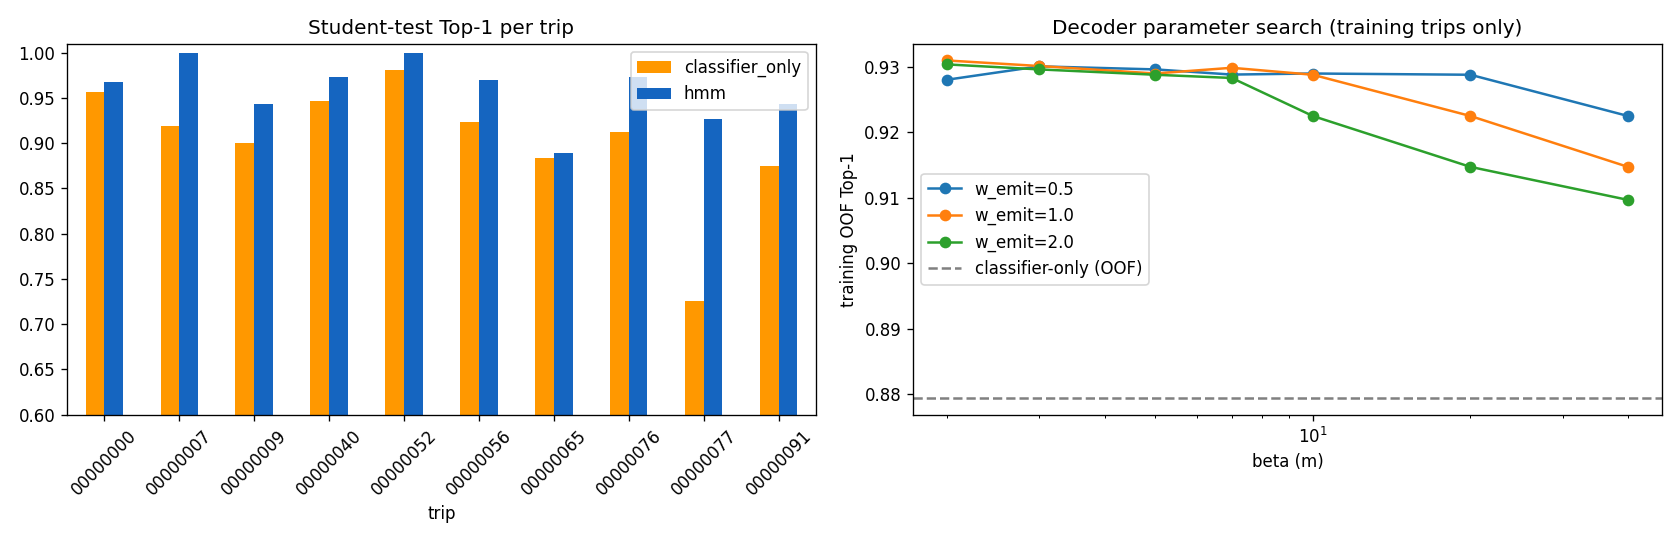 Student-test Top-1 per trip
1.00
0.95
0.90
0.85
0.80
0.75
0.70
0.65
0.60
classifier_only
hmm
00000000
00000007
00000009
00000040
00000052
00000056
00000065
00000076
00000077
00000091
trip
Decoder parameter search (training trips only)
training OOF Top-1
0.93
0.92
0.91
0.90
0.89
0.88
w_emit=0.5
w_emit=1.0
w_emit=2.0
classifier-only (OOF)
10¹
beta (m)